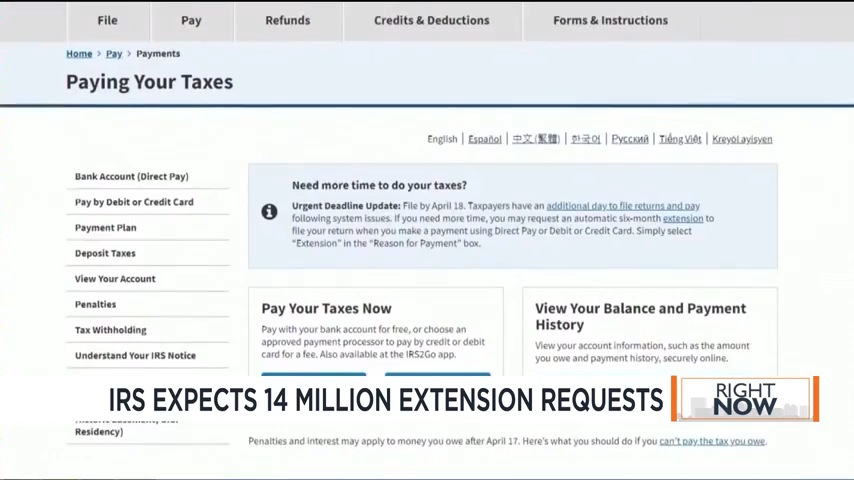 File
Pay
Refunds
Credits & Deductions
Forms & Instructions
Home > Pay > Payments
Paying Your Taxes
English | Español | 中文 (繁體) | 한국어 | Русский | Tiếng Việt | Kreyòl ayisyen
Bank Account (Direct Pay)
Pay by Debit or Credit Card
Payment Plan
Deposit Taxes
View Your Account
Penalties
Tax Withholding
Understand Your IRS Notice
Residency)
Need more time to do your taxes?
Urgent Deadline Update: File by April 18. Taxpayers have an additional day to file returns and pay
following system issues. If you need more time, you may request an automatic six-month extension to
file your return when you make a payment using Direct Pay or Debit or Credit Card. Simply select
"Extension" in the "Reason for Payment" box.
Pay Your Taxes Now
Pay with your bank account for free, or choose an
approved payment processor to pay by credit or debit
card for a fee. Also available at the IRS2Go app.
View Your Balance and Payment
History
View your account information, such as the amount
you owe and payment history, securely online.
IRS EXPECTS 14 MILLION EXTENSION REQUESTS
RIGHT
NOW
Penalties and interest may apply to money you owe after April 17. Here's what you should do if you can't pay the tax you owe.